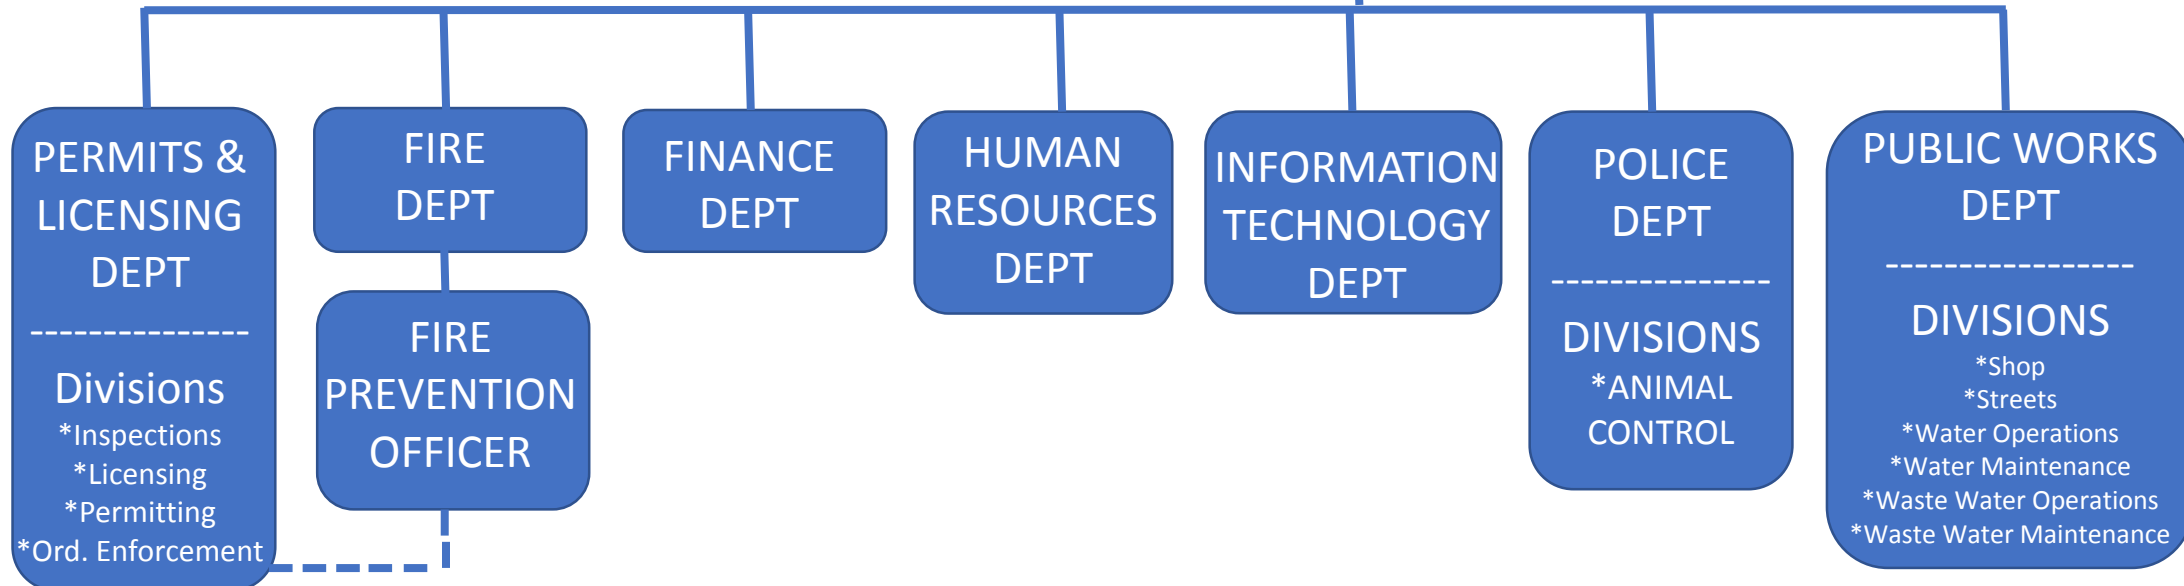 PERMITS &
LICENSING
DEPT
---------------
Divisions
*Inspections
*Licensing
*Permitting
*Ord. Enforcement
FIRE
DEPT
FIRE
PREVENTION
OFFICER
FINANCE
DEPT
HUMAN
RESOURCES
DEPT
INFORMATION
TECHNOLOGY
DEPT
POLICE
DEPT
---------------
DIVISIONS
*ANIMAL
CONTROL
PUBLIC WORKS
DEPT
-----------------
DIVISIONS
*Shop
*Streets
*Water Operations
*Water Maintenance
*Waste Water Operations
*Waste Water Maintenance